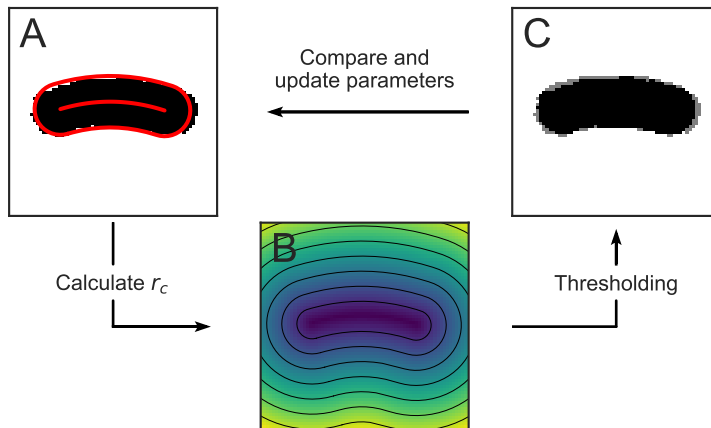 A
C
Compare and
update parameters
B
Calculate r_c
Thresholding